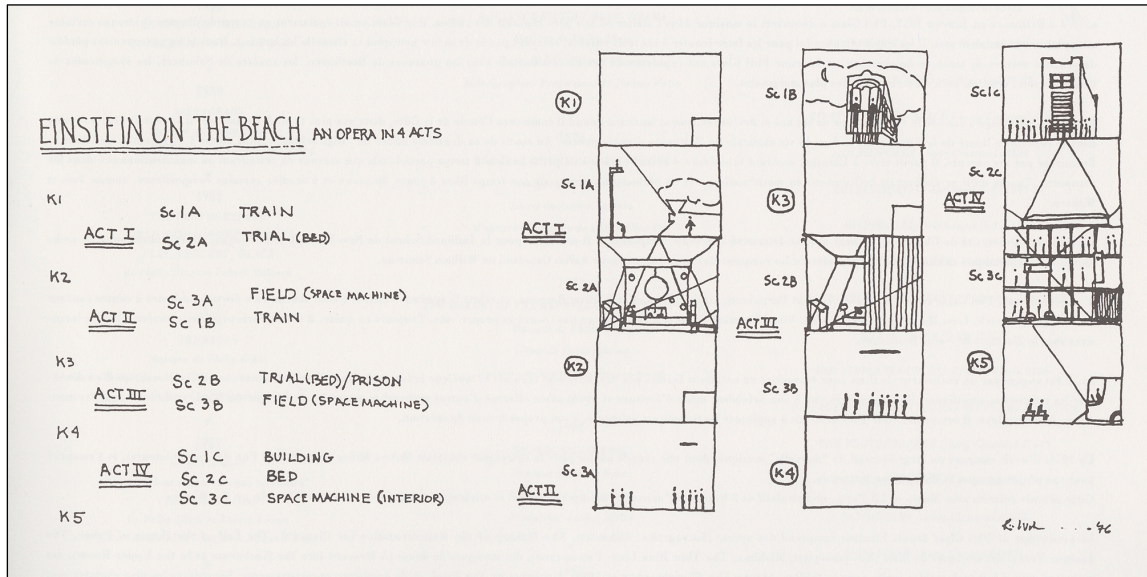 EINSTEIN ON THE BEACH AN OPERA IN 4 ACTS
K1
Sc 1A TRAIN
ACT I
Sc 2A TRIAL (BED)
K2
Sc 3A FIELD (SPACE MACHINE)
ACT II
Sc 1B TRAIN
K3
Sc 2B TRIAL (BED)/PRISON
ACT III
Sc 3B FIELD (SPACE MACHINE)
K4
Sc 1C BUILDING
ACT IV
Sc 2C BED
Sc 3C SPACE MACHINE (INTERIOR)
K5
K1
Sc 1A
ACT I
Sc 2A
K2
Sc 3A
ACT II
Sc 1B
K3
Sc 2B
ACT III
Sc 3B
K4
Sc 1C
Sc 2C
ACT IV
Sc 3C
K5